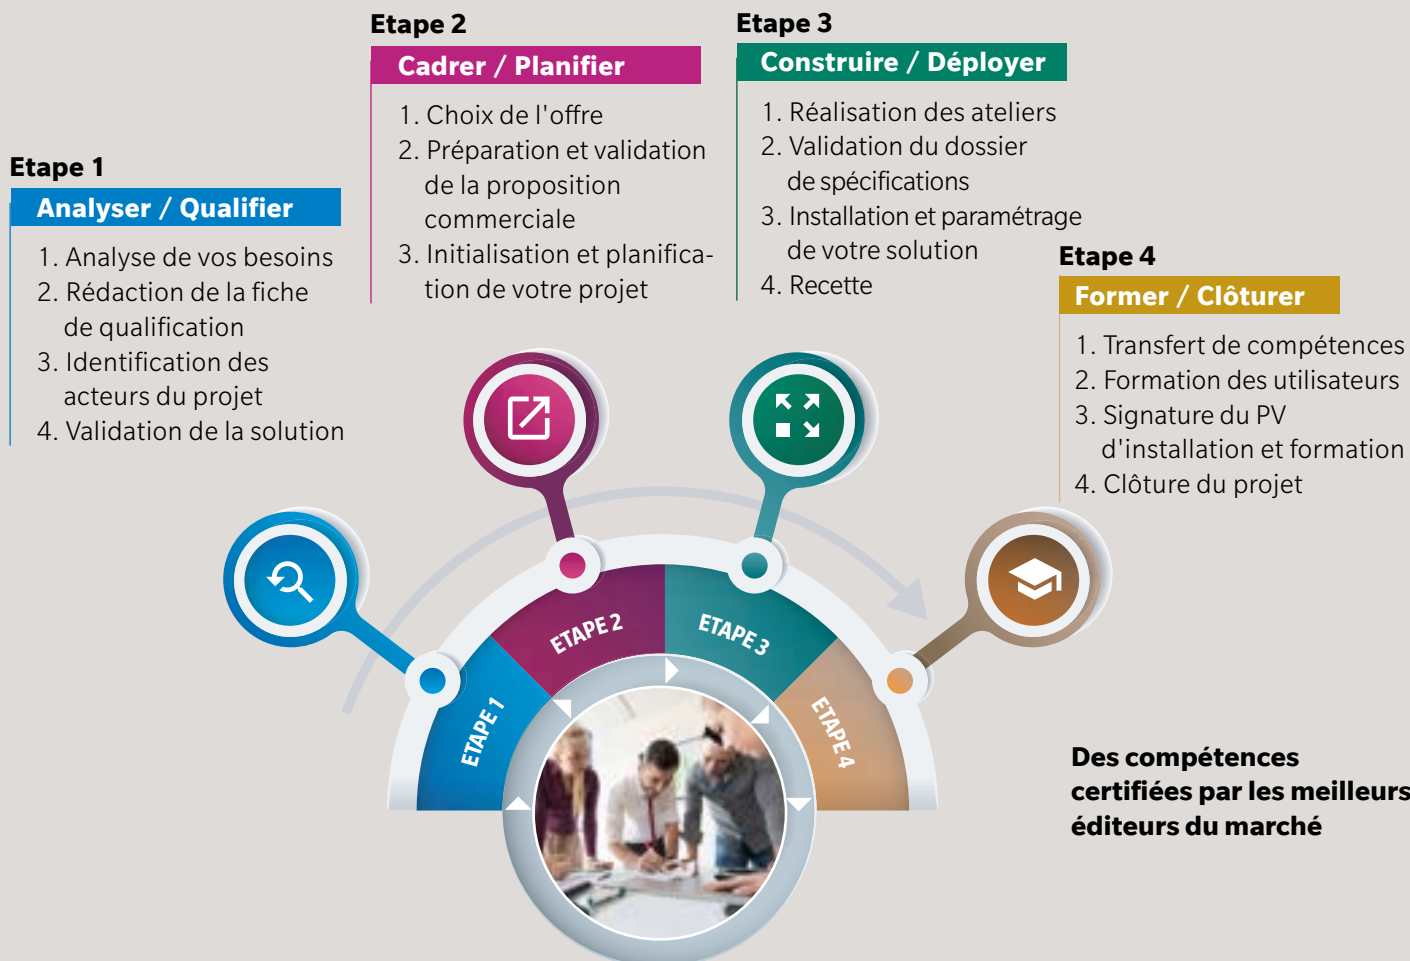 Etape 1
Analyser / Qualifier
1. Analyse de vos besoins
2. Rédaction de la fiche
de qualification
3. Identification des
acteurs du projet
4. Validation de la solution
Etape 2
Cadrer / Planifier
1. Choix de l'offre
2. Préparation et validation
de la proposition
commerciale
3. Initialisation et planifica-
tion de votre projet
Etape 3
Construire / Déployer
1. Réalisation des ateliers
2. Validation du dossier
de spécifications
3. Installation et paramétrage
de votre solution
4. Recette
Etape 4
Former / Clôturer
1. Transfert de compétences
2. Formation des utilisateurs
3. Signature du PV
d'installation et formation
4. Clôture du projet
ETAPE 1
ETAPE 2
ETAPE 3
ETAPE 4
Des compétences
certifiées par les meilleurs
éditeurs du marché